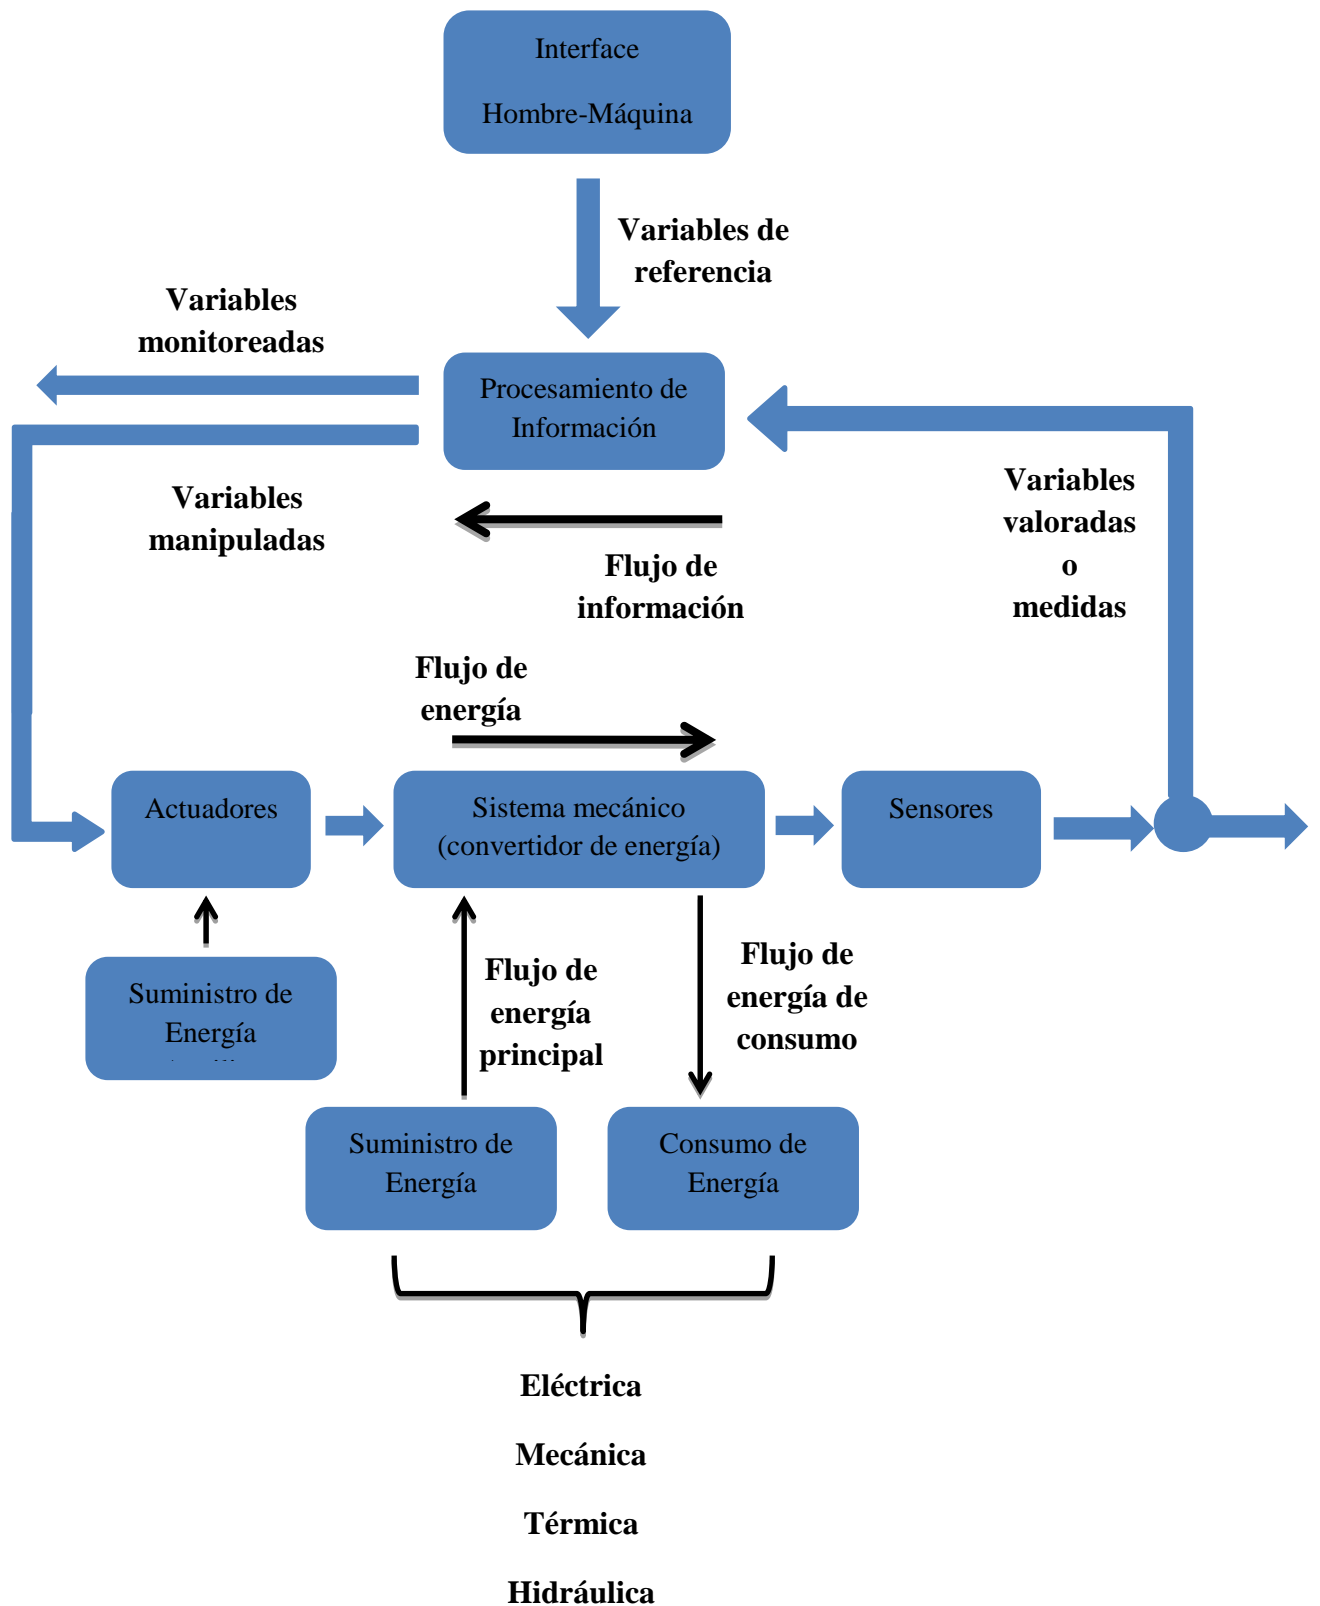 Interface
Hombre-Máquina
Variables de
referencia
Variables
monitoreadas
Procesamiento de
Información
Variables
manipuladas
Variables
valoradas
o
medidas
Flujo de
información
Flujo de
energía
Actuadores
Sistema mecánico
(convertidor de energía)
Sensores
Suministro de
Energía
Flujo de
energía
principal
Flujo de
energía de
consumo
Suministro de
Energía
Consumo de
Energía
Eléctrica
Mecánica
Térmica
Hidráulica